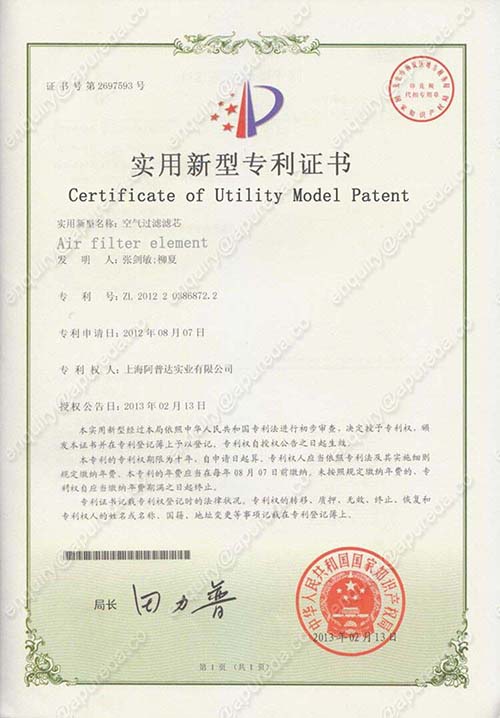 证书号第2697593号
实用新型专利证书
Certificate of Utility Model Patent
实用新型名称：空气过滤滤芯
Air filter element
发明人：张剑敏;柳夏
专利号：ZL 2012 2 0386872.2
专利申请日：2012年08月07日
专利权人：上海阿普达实业有限公司
授权公告日：2013年02月13日
本实用新型经过本局依照中华人民共和国专利法进行初步审查，决定授予专利权，颁
发本证书并在专利登记簿上予以登记。专利权自授权公告之日起生效。
本专利的专利权期限为十年，自申请日起算。专利权人应当依照专利法及其实施细则
规定缴纳年费。本专利的年费应当在每年08月07日前缴纳。未按照规定缴纳年费的，专
利权自应当缴纳年费期满之日起终止。
专利证书记载专利权登记时的法律状况。专利权的转移、质押、无效、终止、恢复和
专利权人的姓名或名称、国籍、地址变更等事项记载在专利登记簿上。
局长
田力普
中华人民共和国国家知识产权局
2013年02月13日
第1页（共1页）
enquiry@apureda.co